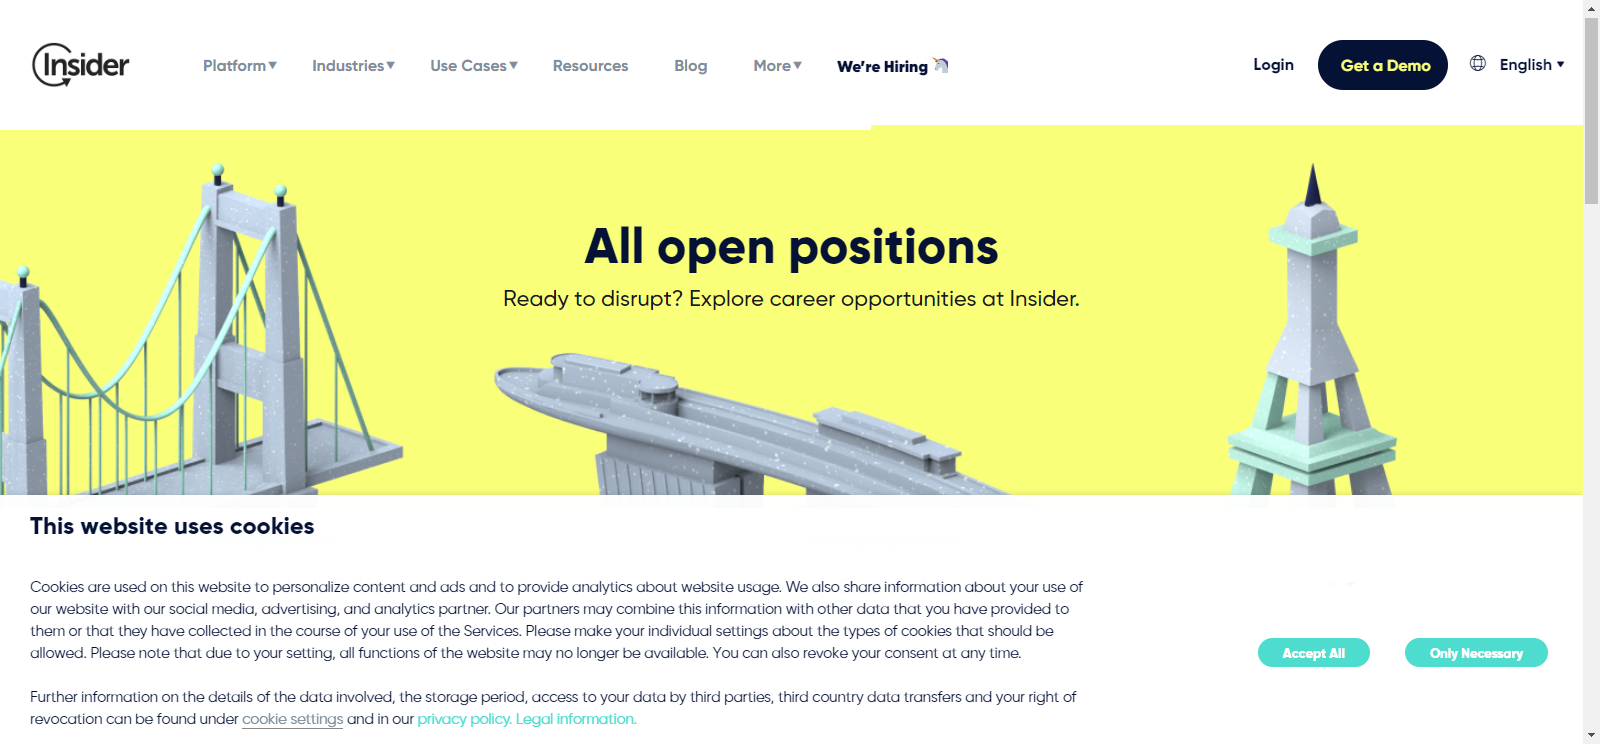 Insider
Platform▼ Industries▼ Use Cases▼ Resources Blog More▼ We're Hiring 🦄 Login Get a Demo English ▼
All open positions
Ready to disrupt? Explore career opportunities at Insider.
This website uses cookies
Cookies are used on this website to personalize content and ads and to provide analytics about website usage. We also share information about your use of
our website with our social media, advertising, and analytics partner. Our partners may combine this information with other data that you have provided to
them or that they have collected in the course of your use of the Services. Please make your individual settings about the types of cookies that should be
allowed. Please note that due to your setting, all functions of the website may no longer be available. You can also revoke your consent at any time.
Accept All Only Necessary
Further information on the details of the data involved, the storage period, access to your data by third parties, third country data transfers and your right of
revocation can be found under cookie settings and in our privacy policy. Legal information.